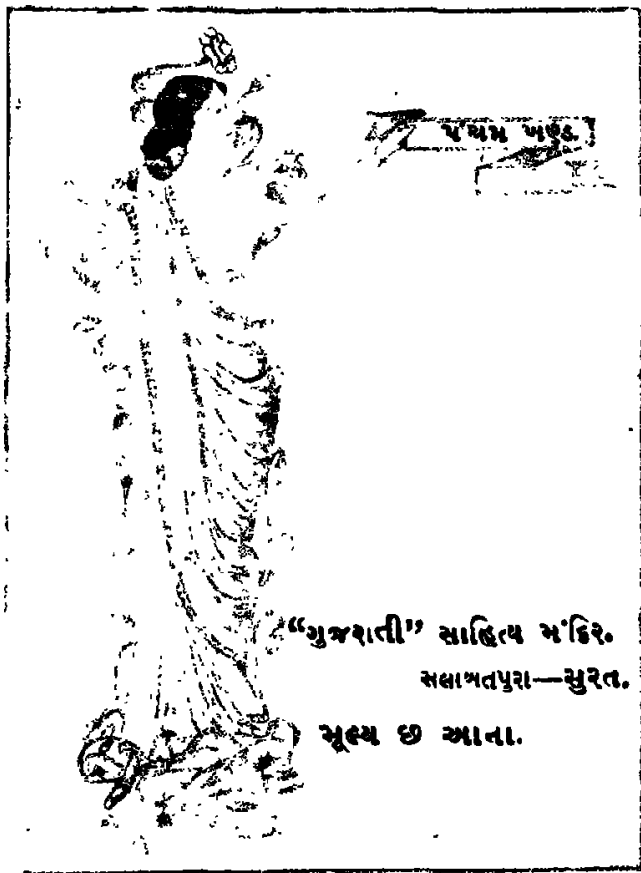 પંચમ ખણ્ડ.
“ગુજરાતી” સાહિત્ય મંદિર.
સલાબતપુરા—સુરત.
મૂલ્ય છ આના.